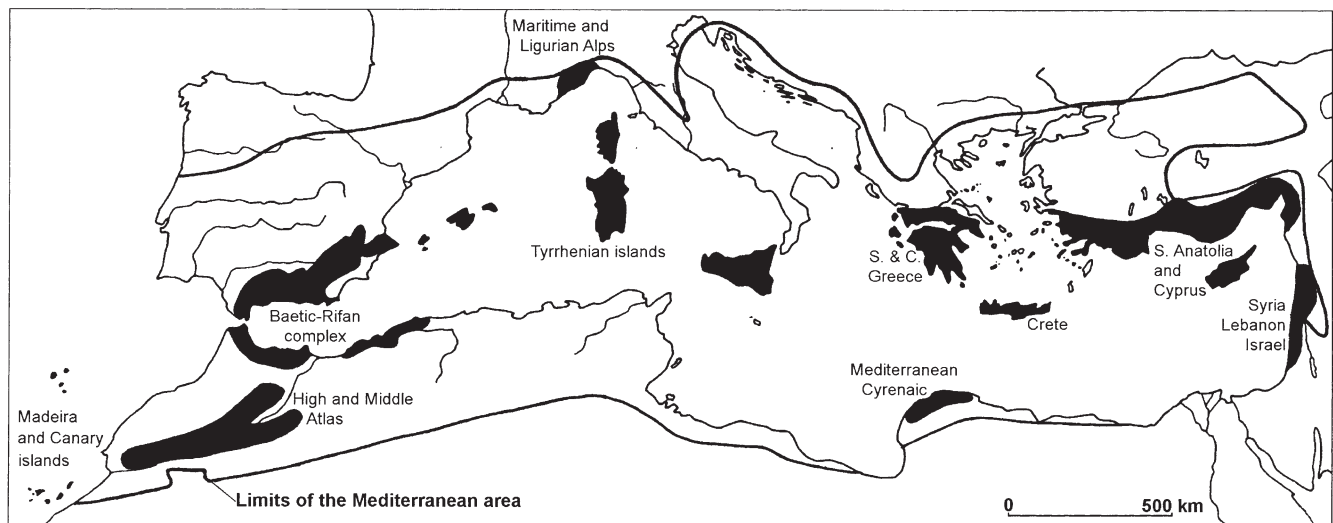 Maritime and
Ligurian Alps
Tyrrhenian islands
S. & C.
Greece
S. Anatolia
and
Cyprus
Crete
Syria
Lebanon
Israel
Baetic-Rifan
complex
Mediterranean
Cyrenaic
High and Middle
Atlas
Madeira
and Canary
islands
Limits of the Mediterranean area
0 500 km